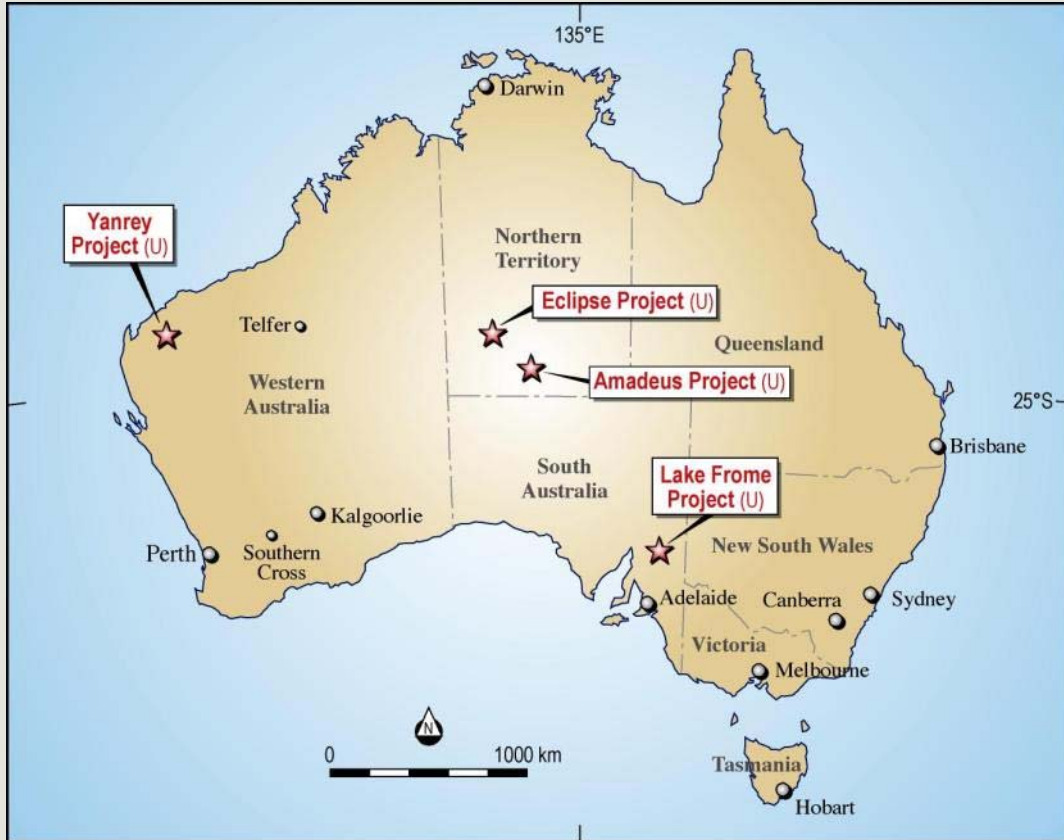 135°E
Darwin
Yanrey
Project (U)
Northern
Territory
Eclipse Project (U)
Telfer
Queensland
Amadeus Project (U)
Western
Australia
25°S
Brisbane
South
Australia
Lake Frome
Project (U)
Kalgoorlie
New South Wales
Perth
Southern
Cross
Adelaide
Canberra
Sydney
Victoria
Melbourne
N
0 1000 km
Tasmania
Hobart